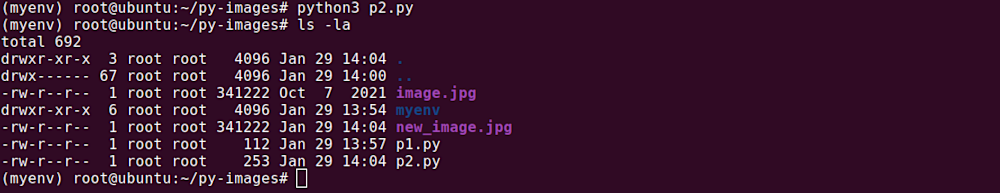 (myenv) root@ubuntu:~/py-images# python3 p2.py
(myenv) root@ubuntu:~/py-images# ls -la
total 692
drwxr-xr-x  3 root root   4096 Jan 29 14:04 .
drwx------ 67 root root   4096 Jan 29 14:00 ..
-rw-r--r--  1 root root 341222 Oct  7  2021 image.jpg
drwxr-xr-x  6 root root   4096 Jan 29 13:54 myenv
-rw-r--r--  1 root root 341222 Jan 29 14:04 new_image.jpg
-rw-r--r--  1 root root    112 Jan 29 13:57 p1.py
-rw-r--r--  1 root root    253 Jan 29 14:04 p2.py
(myenv) root@ubuntu:~/py-images#